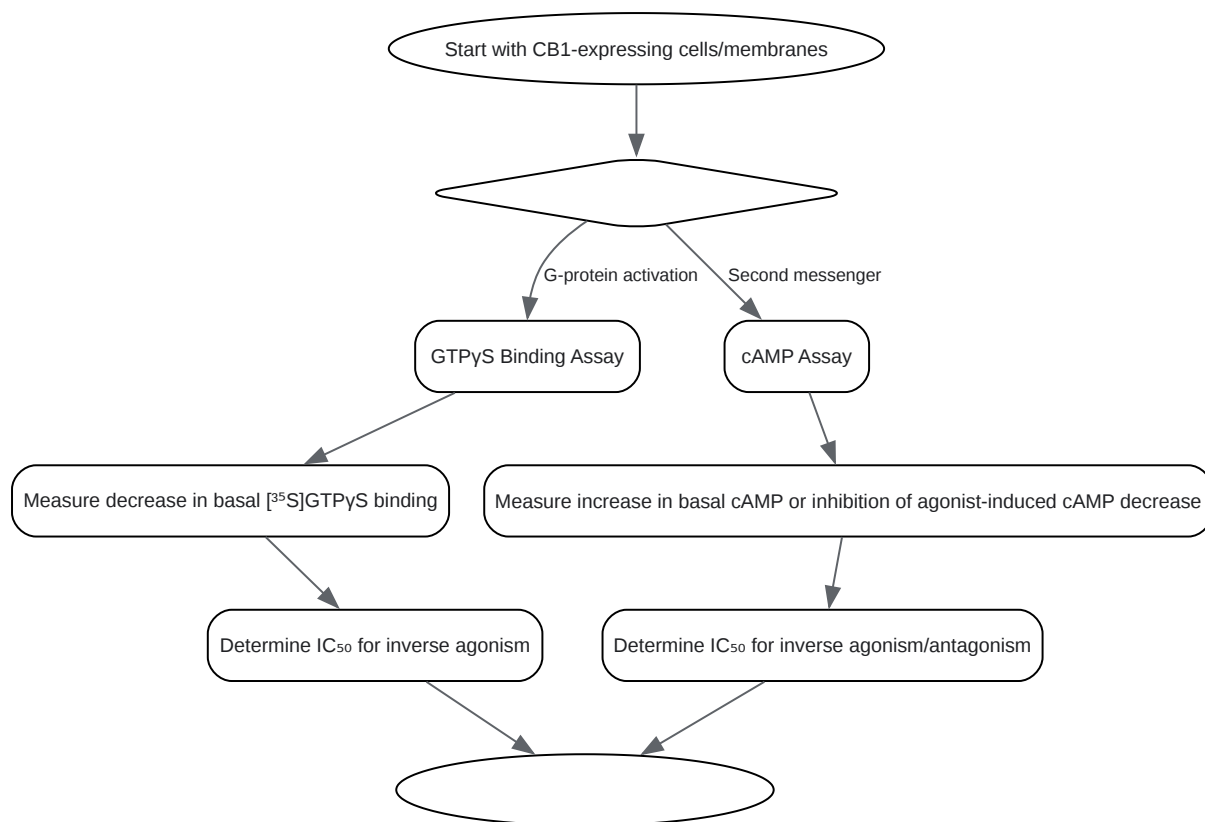 Start with CB1-expressing cells/membranes
G-protein activation
Second messenger
GTPγS Binding Assay
cAMP Assay
Measure decrease in basal [³⁵S]GTPγS binding
Measure increase in basal cAMP or inhibition of agonist-induced cAMP decrease
Determine IC₅₀ for inverse agonism
Determine IC₅₀ for inverse agonism/antagonism